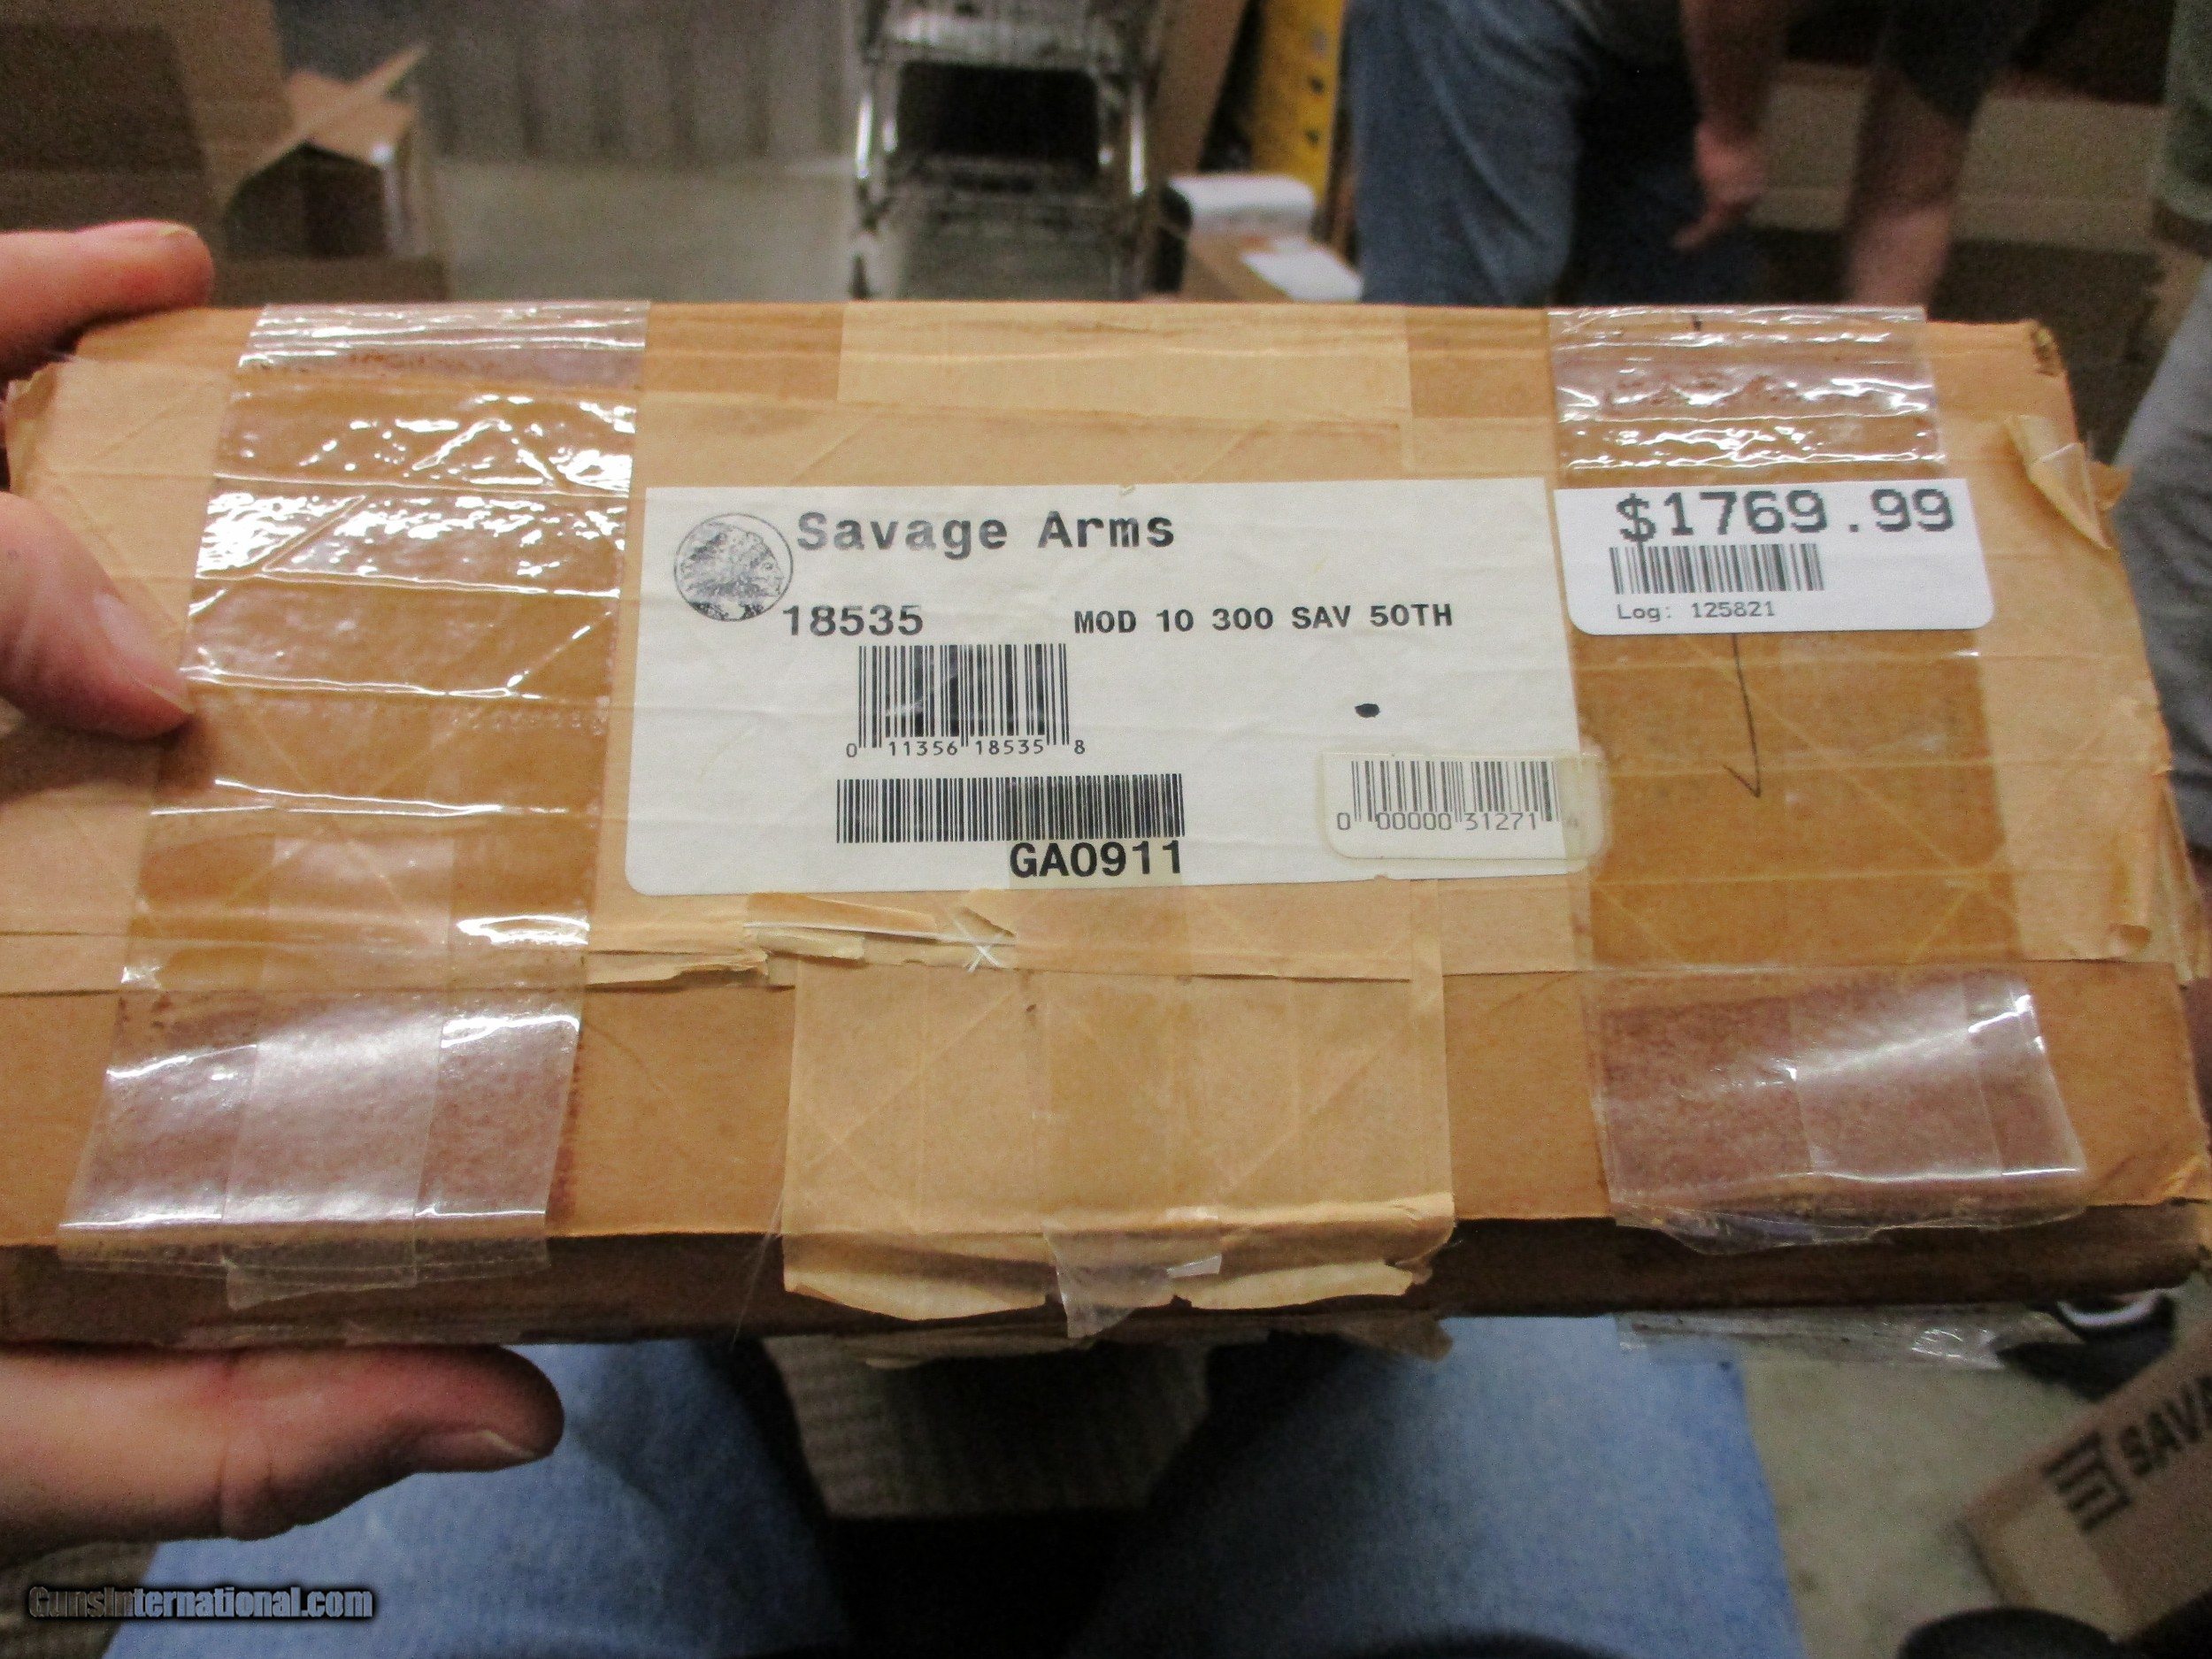 Savage Arms
$1769.99
Log: 125821
18535 MOD 10 300 SAV 50TH
0 11356 18535 8
0 00000 31271
GA0911
SAV
GunsInternational.com